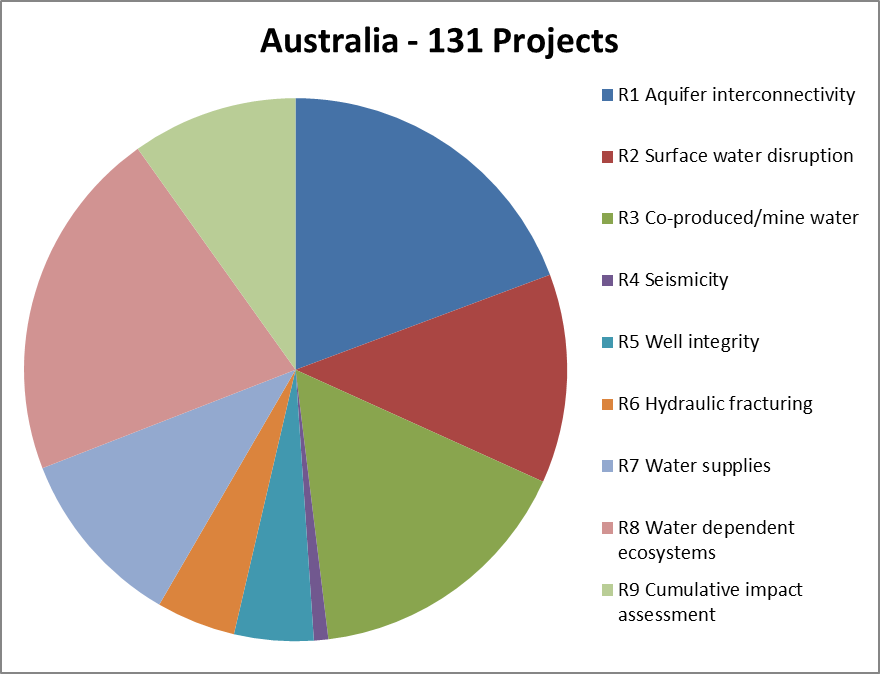 Australia - 131 Projects
R1 Aquifer interconnectivity
R2 Surface water disruption
R3 Co-produced/mine water
R4 Seismicity
R5 Well integrity
R6 Hydraulic fracturing
R7 Water supplies
R8 Water dependent
ecosystems
R9 Cumulative impact
assessment